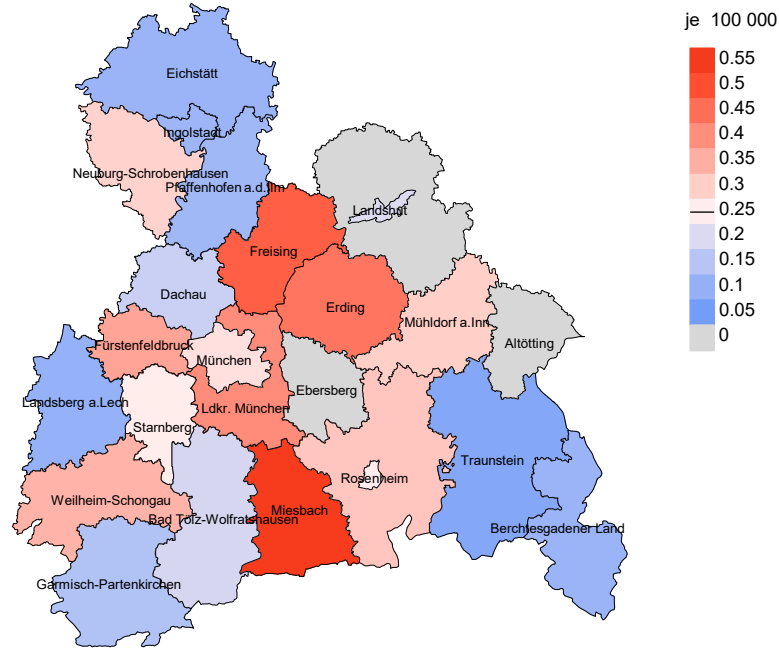 je 100 000
0.55
0.5
0.45
0.4
0.35
0.3
0.25
0.2
0.15
0.1
0.05
0
Eichstätt
Ingolstadt
Neuburg-Schrobenhausen
Pfaffenhofen a.d.Ilm
Landshut
Freising
Dachau
Erding
Mühldorf a.Inn
Altötting
Fürstenfeldbruck
München
Ebersberg
Landsberg a.Lech
Ldkr. München
Starnberg
Traunstein
Rosenheim
Weilheim-Schongau
Miesbach
Bad Tölz-Wolfratshausen
Berchtesgadener Land
Garmisch-Partenkirchen